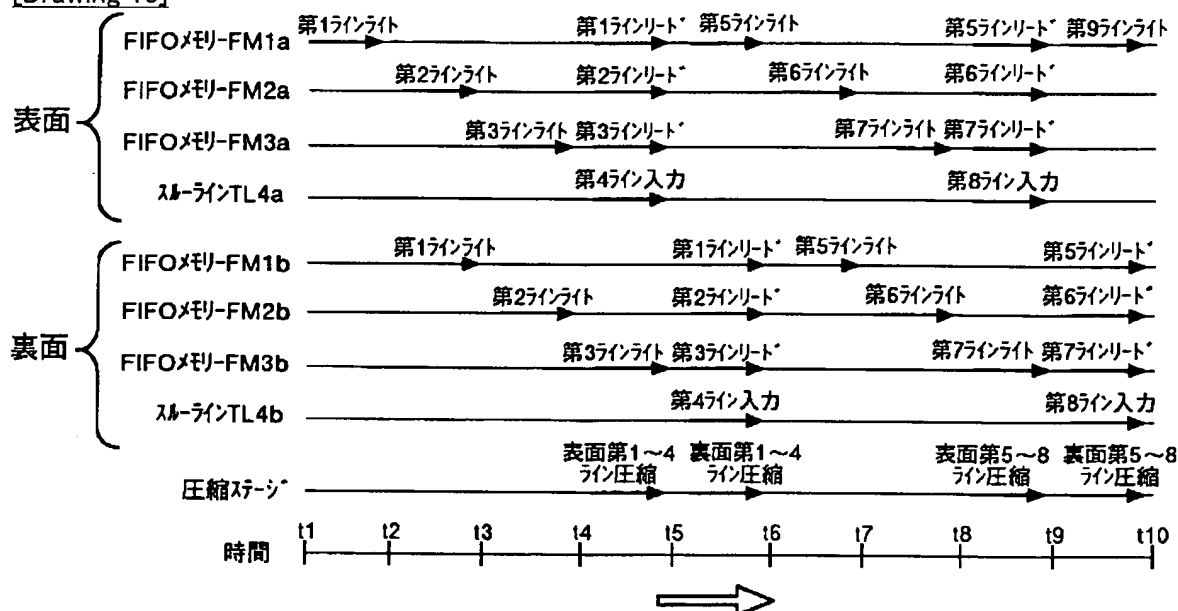 表面
FIFOメモリーFM1a 第1ラインライト 第1ラインリード 第5ラインライト 第5ラインリード 第9ラインライト
FIFOメモリーFM2a 第2ラインライト 第2ラインリード 第6ラインライト 第6ラインリード
FIFOメモリーFM3a 第3ラインライト 第3ラインリード 第7ラインライト 第7ラインリード
スルーラインTL4a 第4ライン入力 第8ライン入力
裏面
FIFOメモリーFM1b 第1ラインライト 第1ラインリード 第5ラインライト 第5ラインリード
FIFOメモリーFM2b 第2ラインライト 第2ラインリード 第6ラインライト 第6ラインリード
FIFOメモリーFM3b 第3ラインライト 第3ラインリード 第7ラインライト 第7ラインリード
スルーラインTL4b 第4ライン入力 第8ライン入力
圧縮ステージ 表面第1~4ライン圧縮 裏面第1~4ライン圧縮 表面第5~8ライン圧縮 裏面第5~8ライン圧縮
時間 t1 t2 t3 t4 t5 t6 t7 t8 t9 t10